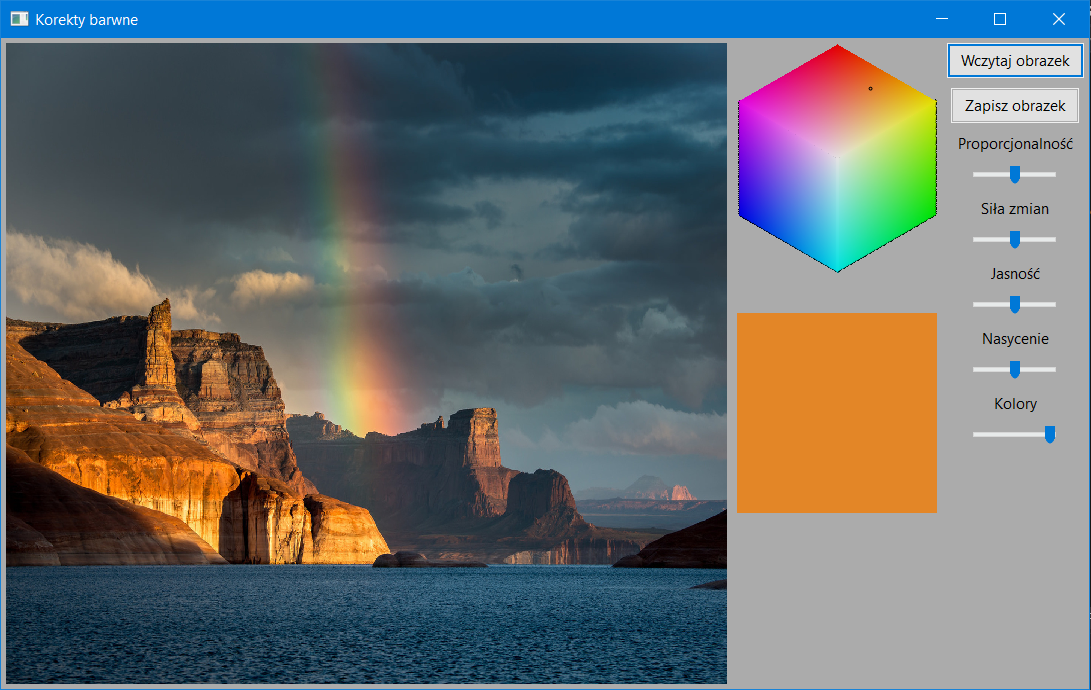 Korekty barwne
Wczytaj obrazek
Zapisz obrazek
Proporcjonalność
Siła zmian
Jasność
Nasycenie
Kolory